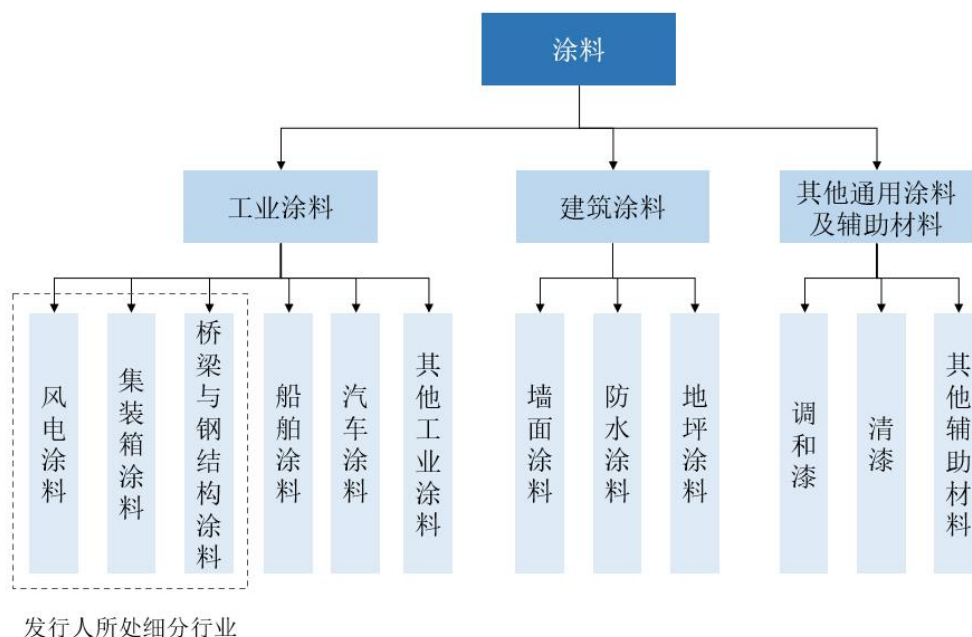 涂料
工业涂料
建筑涂料
其他通用涂料
及辅助材料
风电涂料
集装箱涂料
桥梁与钢结构涂料
船舶涂料
汽车涂料
其他工业涂料
墙面涂料
防水涂料
地坪涂料
调和漆
清漆
其他辅助材料
发行人所处细分行业